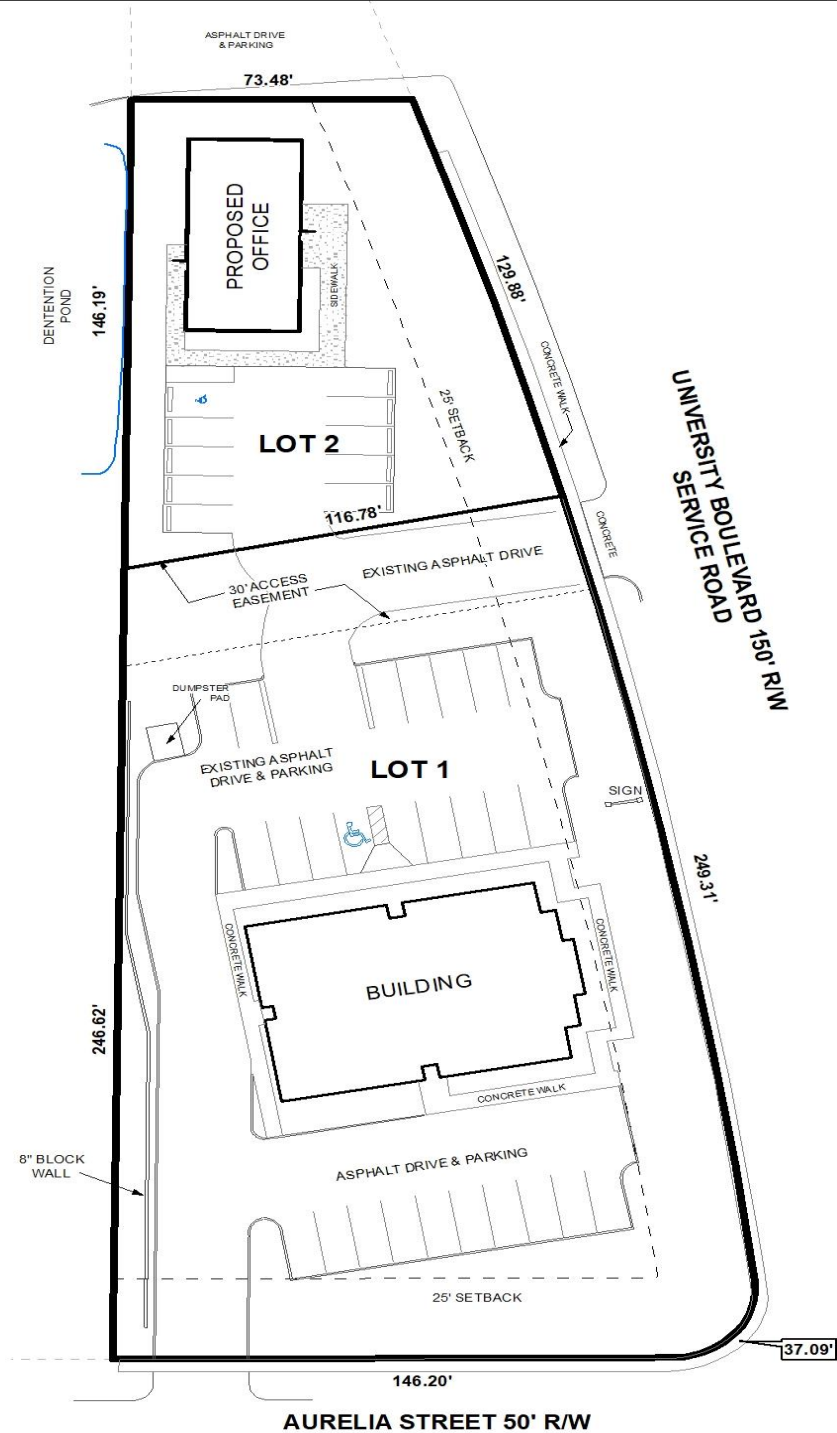 ASPHALT DRIVE
& PARKING
73.48'
PROPOSED
OFFICE
SIDEWALK
DENTENTION
POND
146.19'
129.88'
CONCRETE WALK
25' SETBACK
UNIVERSITY BOULEVARD 150' R/W
SERVICE ROAD
LOT 2
116.78'
CONCRETE
EXISTING ASPHALT DRIVE
30' ACCESS
EASEMENT
DUMPSTER
PAD
EXISTING ASPHALT
DRIVE & PARKING
LOT 1
SIGN
249.31'
CONCRETE WALK
BUILDING
CONCRETE WALK
246.62'
CONCRETE WALK
8" BLOCK
WALL
ASPHALT DRIVE & PARKING
25' SETBACK
37.09'
146.20'
AURELIA STREET 50' R/W